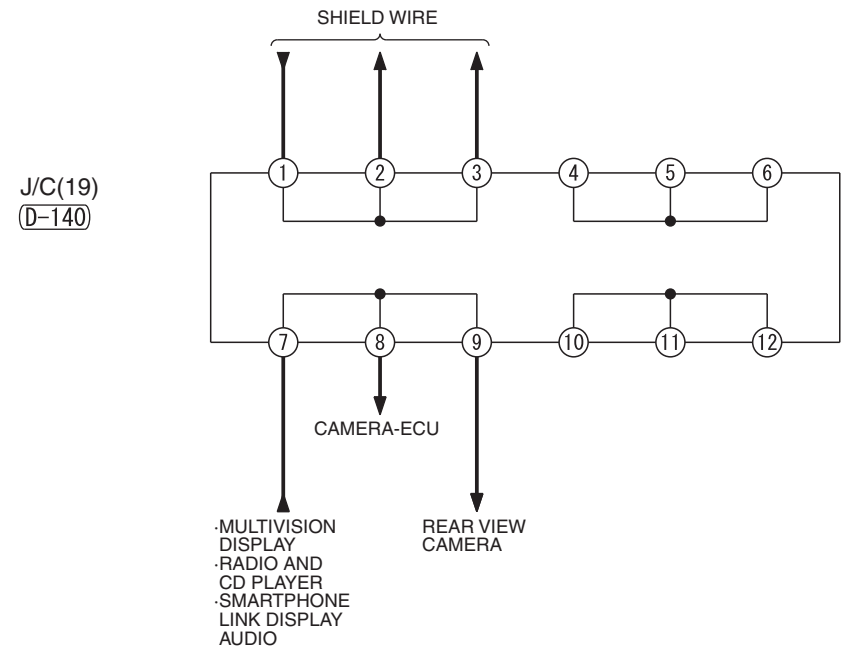 SHIELD WIRE
J/C(19)
D-140
1 2 3 4 5 6
7 8 9 10 11 12
CAMERA-ECU
·MULTIVISION
DISPLAY
·RADIO AND
CD PLAYER
·SMARTPHONE
LINK DISPLAY
AUDIO
REAR VIEW
CAMERA